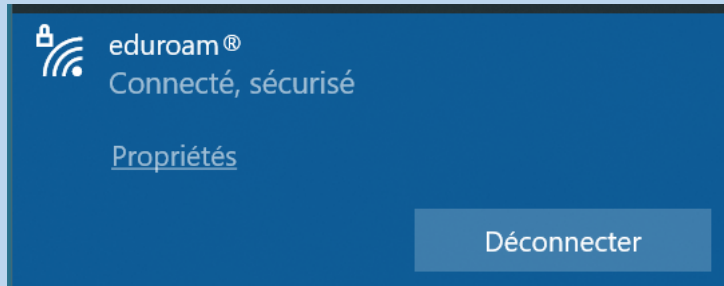 eduroam®
Connecté, sécurisé
Propriétés
Déconnecter